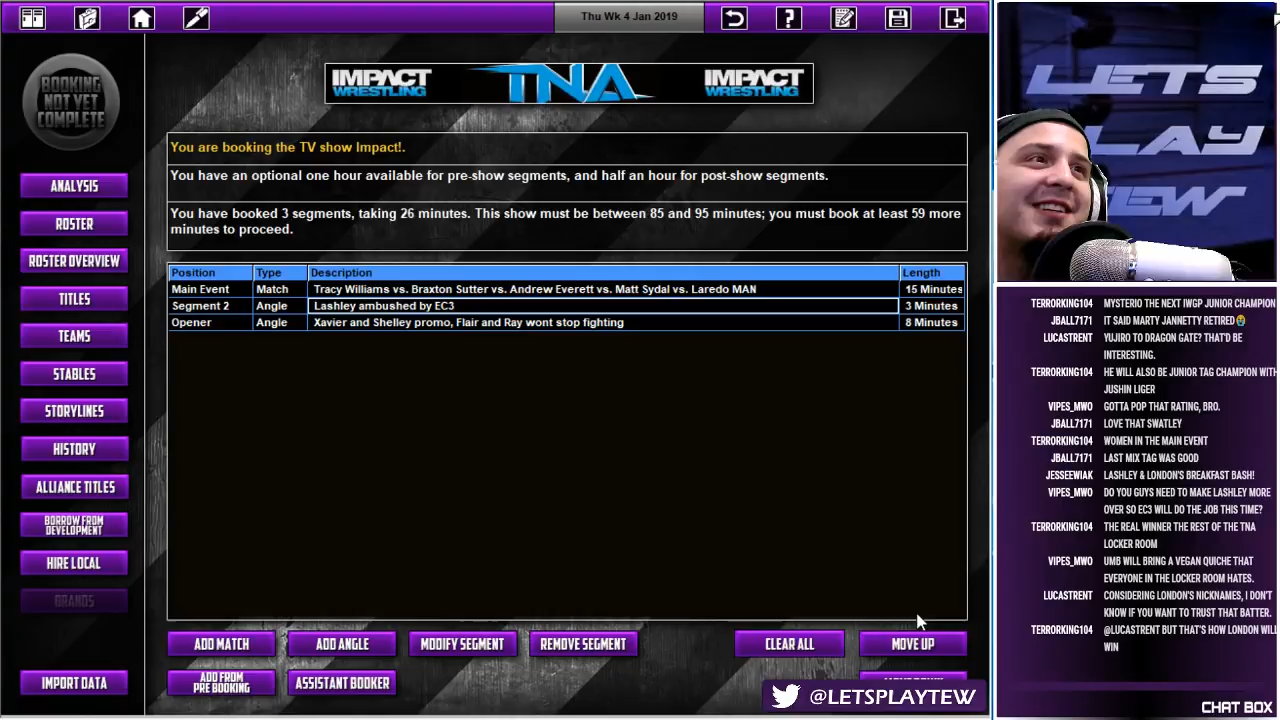 Thu Wk 4 Jan 2019
BOOKING
NOT YET
COMPLETE
IMPACT
WRESTLING
TNA
IMPACT
WRESTLING
LETS
PLAY
TEW
You are booking the TV show Impact!.
You have an optional one hour available for pre-show segments, and half an hour for post-show segments.
You have booked 3 segments, taking 26 minutes. This show must be between 85 and 95 minutes; you must book at least 59 more
minutes to proceed.
ANALYSIS
ROSTER
ROSTER OVERVIEW
TITLES
TEAMS
STABLES
STORYLINES
HISTORY
ALLIANCE TITLES
BORROW FROM
DEVELOPMENT
HIRE LOCAL
BRANDS
IMPORT DATA
Position Type Description Length
Main Event Match Tracy Williams vs. Braxton Sutter vs. Andrew Everett vs. Matt Sydal vs. Laredo MAN 15 Minutes
Segment 2 Angle Lashley ambushed by EC3 3 Minutes
Opener Angle Xavier and Shelley promo, Flair and Ray wont stop fighting 8 Minutes
ADD MATCH
ADD ANGLE
MODIFY SEGMENT
REMOVE SEGMENT
CLEAR ALL
MOVE UP
ADD FROM
PRE BOOKING
ASSISTANT BOOKER
@LETSPLAYTEW
TERRORKING104 MYSTERIO THE NEXT IWGP JUNIOR CHAMPION
JBALL7171 IT SAID MARTY JANNETTY RETIRED😭
LUCASTRENT YUJIRO TO DRAGON GATE? THAT'D BE
INTERESTING.
TERRORKING104 HE WILL ALSO BE JUNIOR TAG CHAMPION WITH
JUSHIN LIGER
VIPES_MWO GOTTA POP THAT RATING, BRO.
JBALL7171 LOVE THAT SWATLEY
TERRORKING104 WOMEN IN THE MAIN EVENT
JBALL7171 LAST MIX TAG WAS GOOD
JESSEEWIAK LASHLEY & LONDON'S BREAKFAST BASH!
VIPES_MWO DO YOU GUYS NEED TO MAKE LASHLEY MORE
OVER SO EC3 WILL DO THE JOB THIS TIME?
TERRORKING104 THE REAL WINNER THE REST OF THE TNA
LOCKER ROOM
VIPES_MWO UMB WILL BRING A VEGAN QUICHE THAT
EVERYONE IN THE LOCKER ROOM HATES.
LUCASTRENT CONSIDERING LONDON'S NICKNAMES, I DON'T
KNOW IF YOU WANT TO TRUST THAT BATTER.
TERRORKING104 @LUCASTRENT BUT THAT'S HOW LONDON WILL
WIN
CHAT BOX